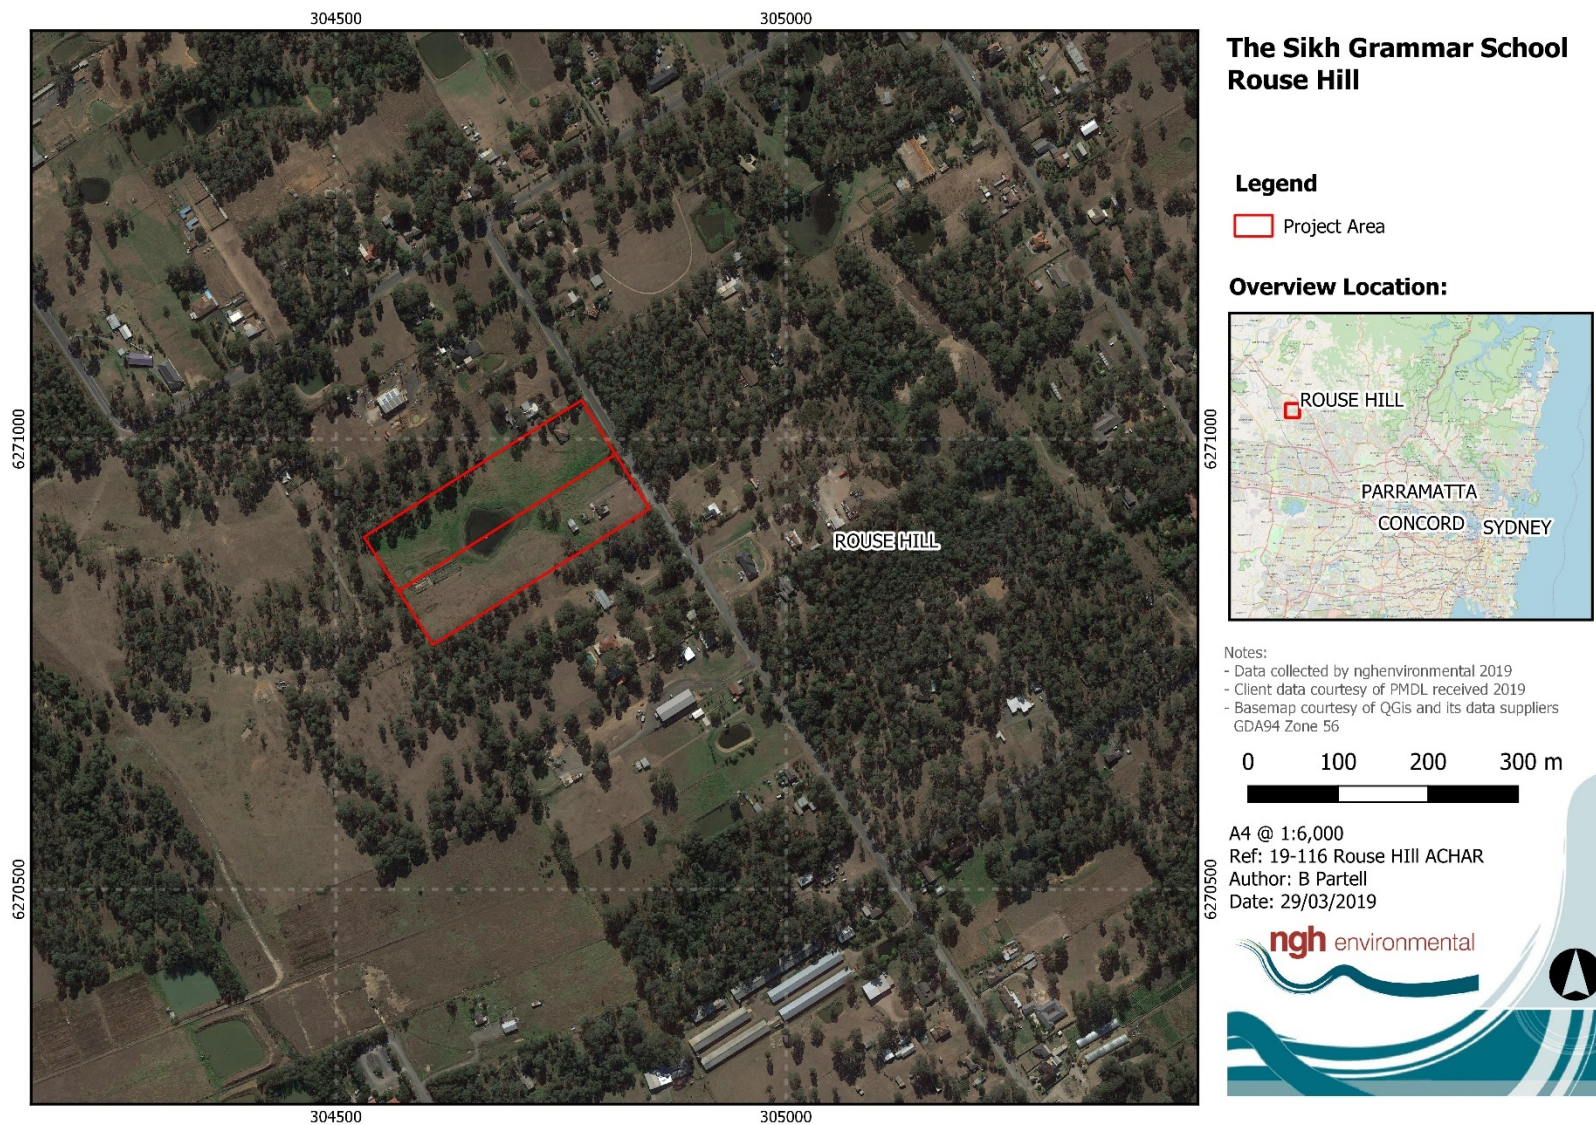 304500
305000
The Sikh Grammar School
Rouse Hill
Legend
Project Area
Overview Location:
ROUSE HILL
PARRAMATTA
CONCORD
SYDNEY
6271000
6271000
ROUSE HILL
Notes:
- Data collected by nghenvironmental 2019
- Client data courtesy of PMDL received 2019
- Basemap courtesy of QGis and its data suppliers
GDA94 Zone 56
0 100 200 300 m
A4 @ 1:6,000
Ref: 19-116 Rouse HIll ACHAR
Author: B Partell
Date: 29/03/2019
6270500
6270500
ngh environmental
304500
305000